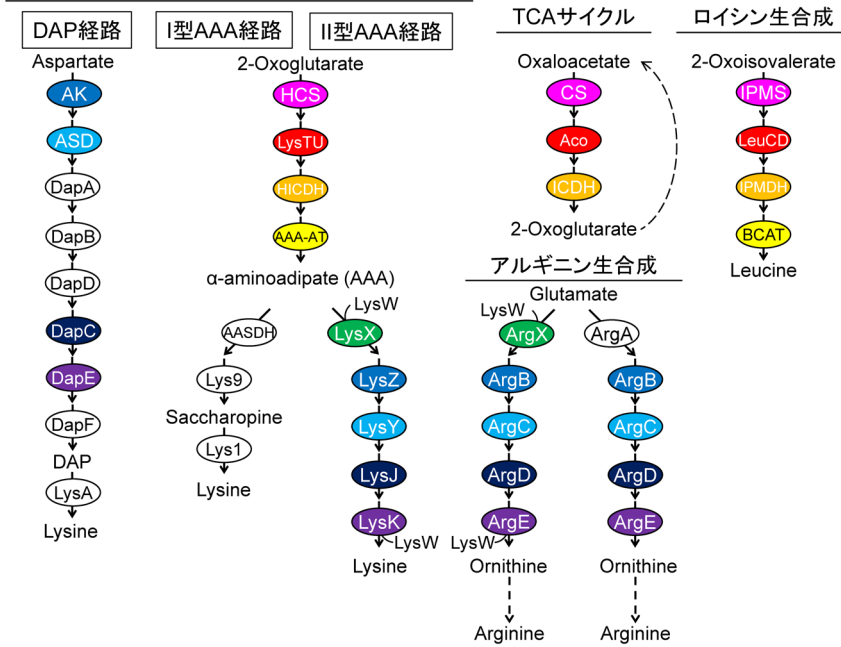 DAP経路
I型AAA経路
II型AAA経路
TCAサイクル
ロイシン生合成
Aspartate
AK
ASD
DapA
DapB
DapD
DapC
DapE
DapF
DAP
LysA
Lysine
2-Oxoglutarate
HCS
LysTU
HICDH
AAA-AT
α-aminoadipate (AAA)
AASDH
Lys9
Saccharopine
Lys1
Lysine
LysW
LysX
LysZ
LysY
LysJ
LysK
LysW
Lysine
Oxaloacetate
CS
Aco
ICDH
2-Oxoglutarate
2-Oxoisovalerate
IPMS
LeuCD
IPMDH
BCAT
Leucine
アルギニン生合成
Glutamate
LysW
ArgX
ArgB
ArgC
ArgD
ArgE
LysW
Ornithine
Arginine
ArgA
ArgB
ArgC
ArgD
ArgE
Ornithine
Arginine